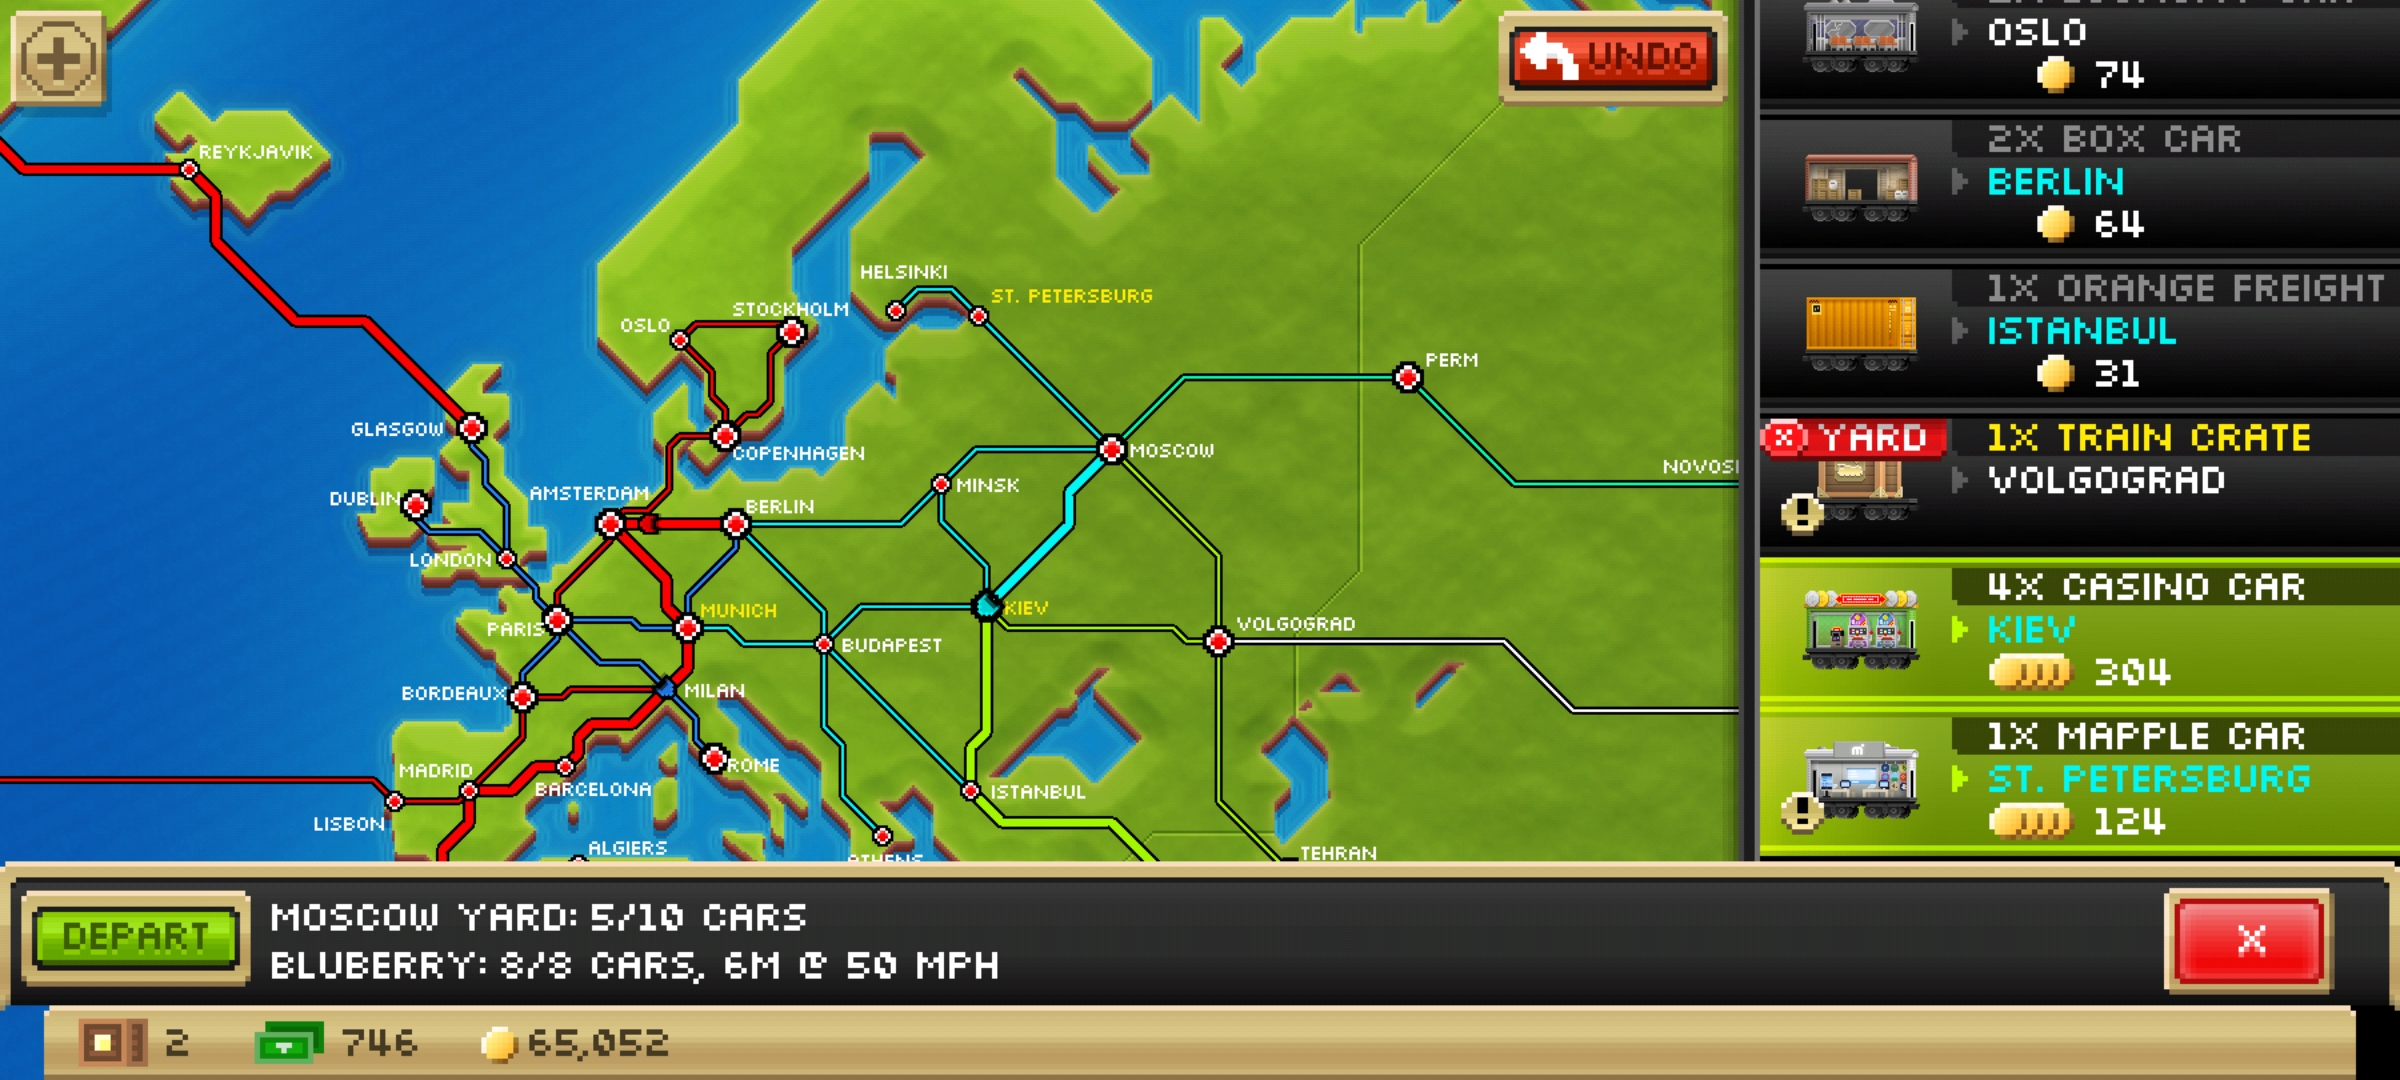 UNDO
OSLO
74
2X BOX CAR
BERLIN
64
1X ORANGE FREIGHT
ISTANBUL
31
YARD
1X TRAIN CRATE
VOLGOGRAD
4X CASINO CAR
KIEV
304
1X MAPPLE CAR
ST. PETERSBURG
124
REYKJAVIK
HELSINKI
ST. PETERSBURG
STOCKHOLM
OSLO
PERM
GLASGOW
COPENHAGEN
MOSCOW
NOVOSI
MINSK
AMSTERDAM
DUBLIN
BERLIN
LONDON
MUNICH
KIEV
PARIS
VOLGOGRAD
BUDAPEST
BORDEAUX
MILAN
MADRID
ROME
BARCELONA
ISTANBUL
LISBON
ALGIERS
ATHENS
TEHRAN
DEPART
MOSCOW YARD: 5/10 CARS
BLUBERRY: 8/8 CARS, 6M @ 50 MPH
X
2
746
65,052